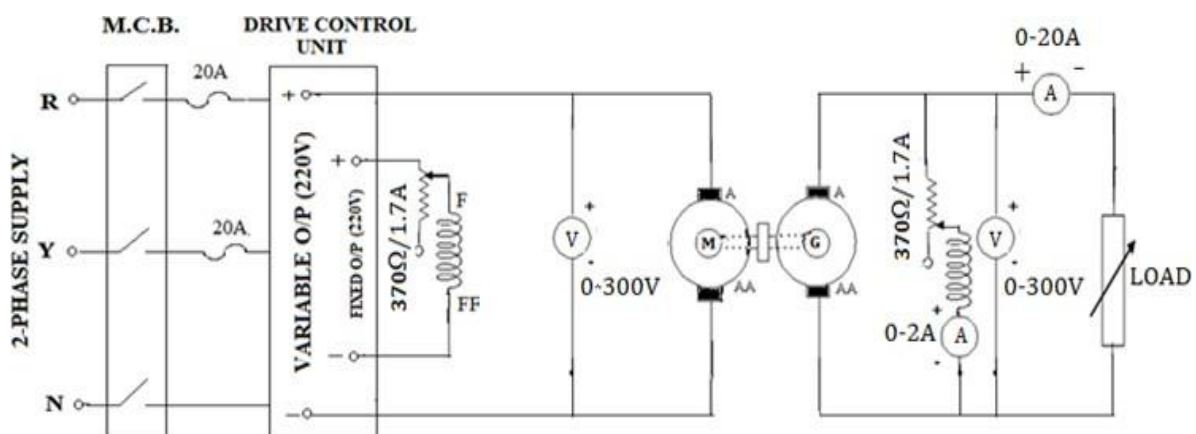 M.C.B.
DRIVE CONTROL
UNIT
2-PHASE SUPPLY
R
Y
N
20A
20A
+
-
VARIABLE O/P (220V)
+
-
FIXED O/P (220V)
370Ω/1.7A
F
FF
V
+
-
0-300V
A
M
AA
A
G
AA
370Ω/1.7A
+
0-2A
A
-
V
+
-
0-300V
0-20A
+
-
A
LOAD